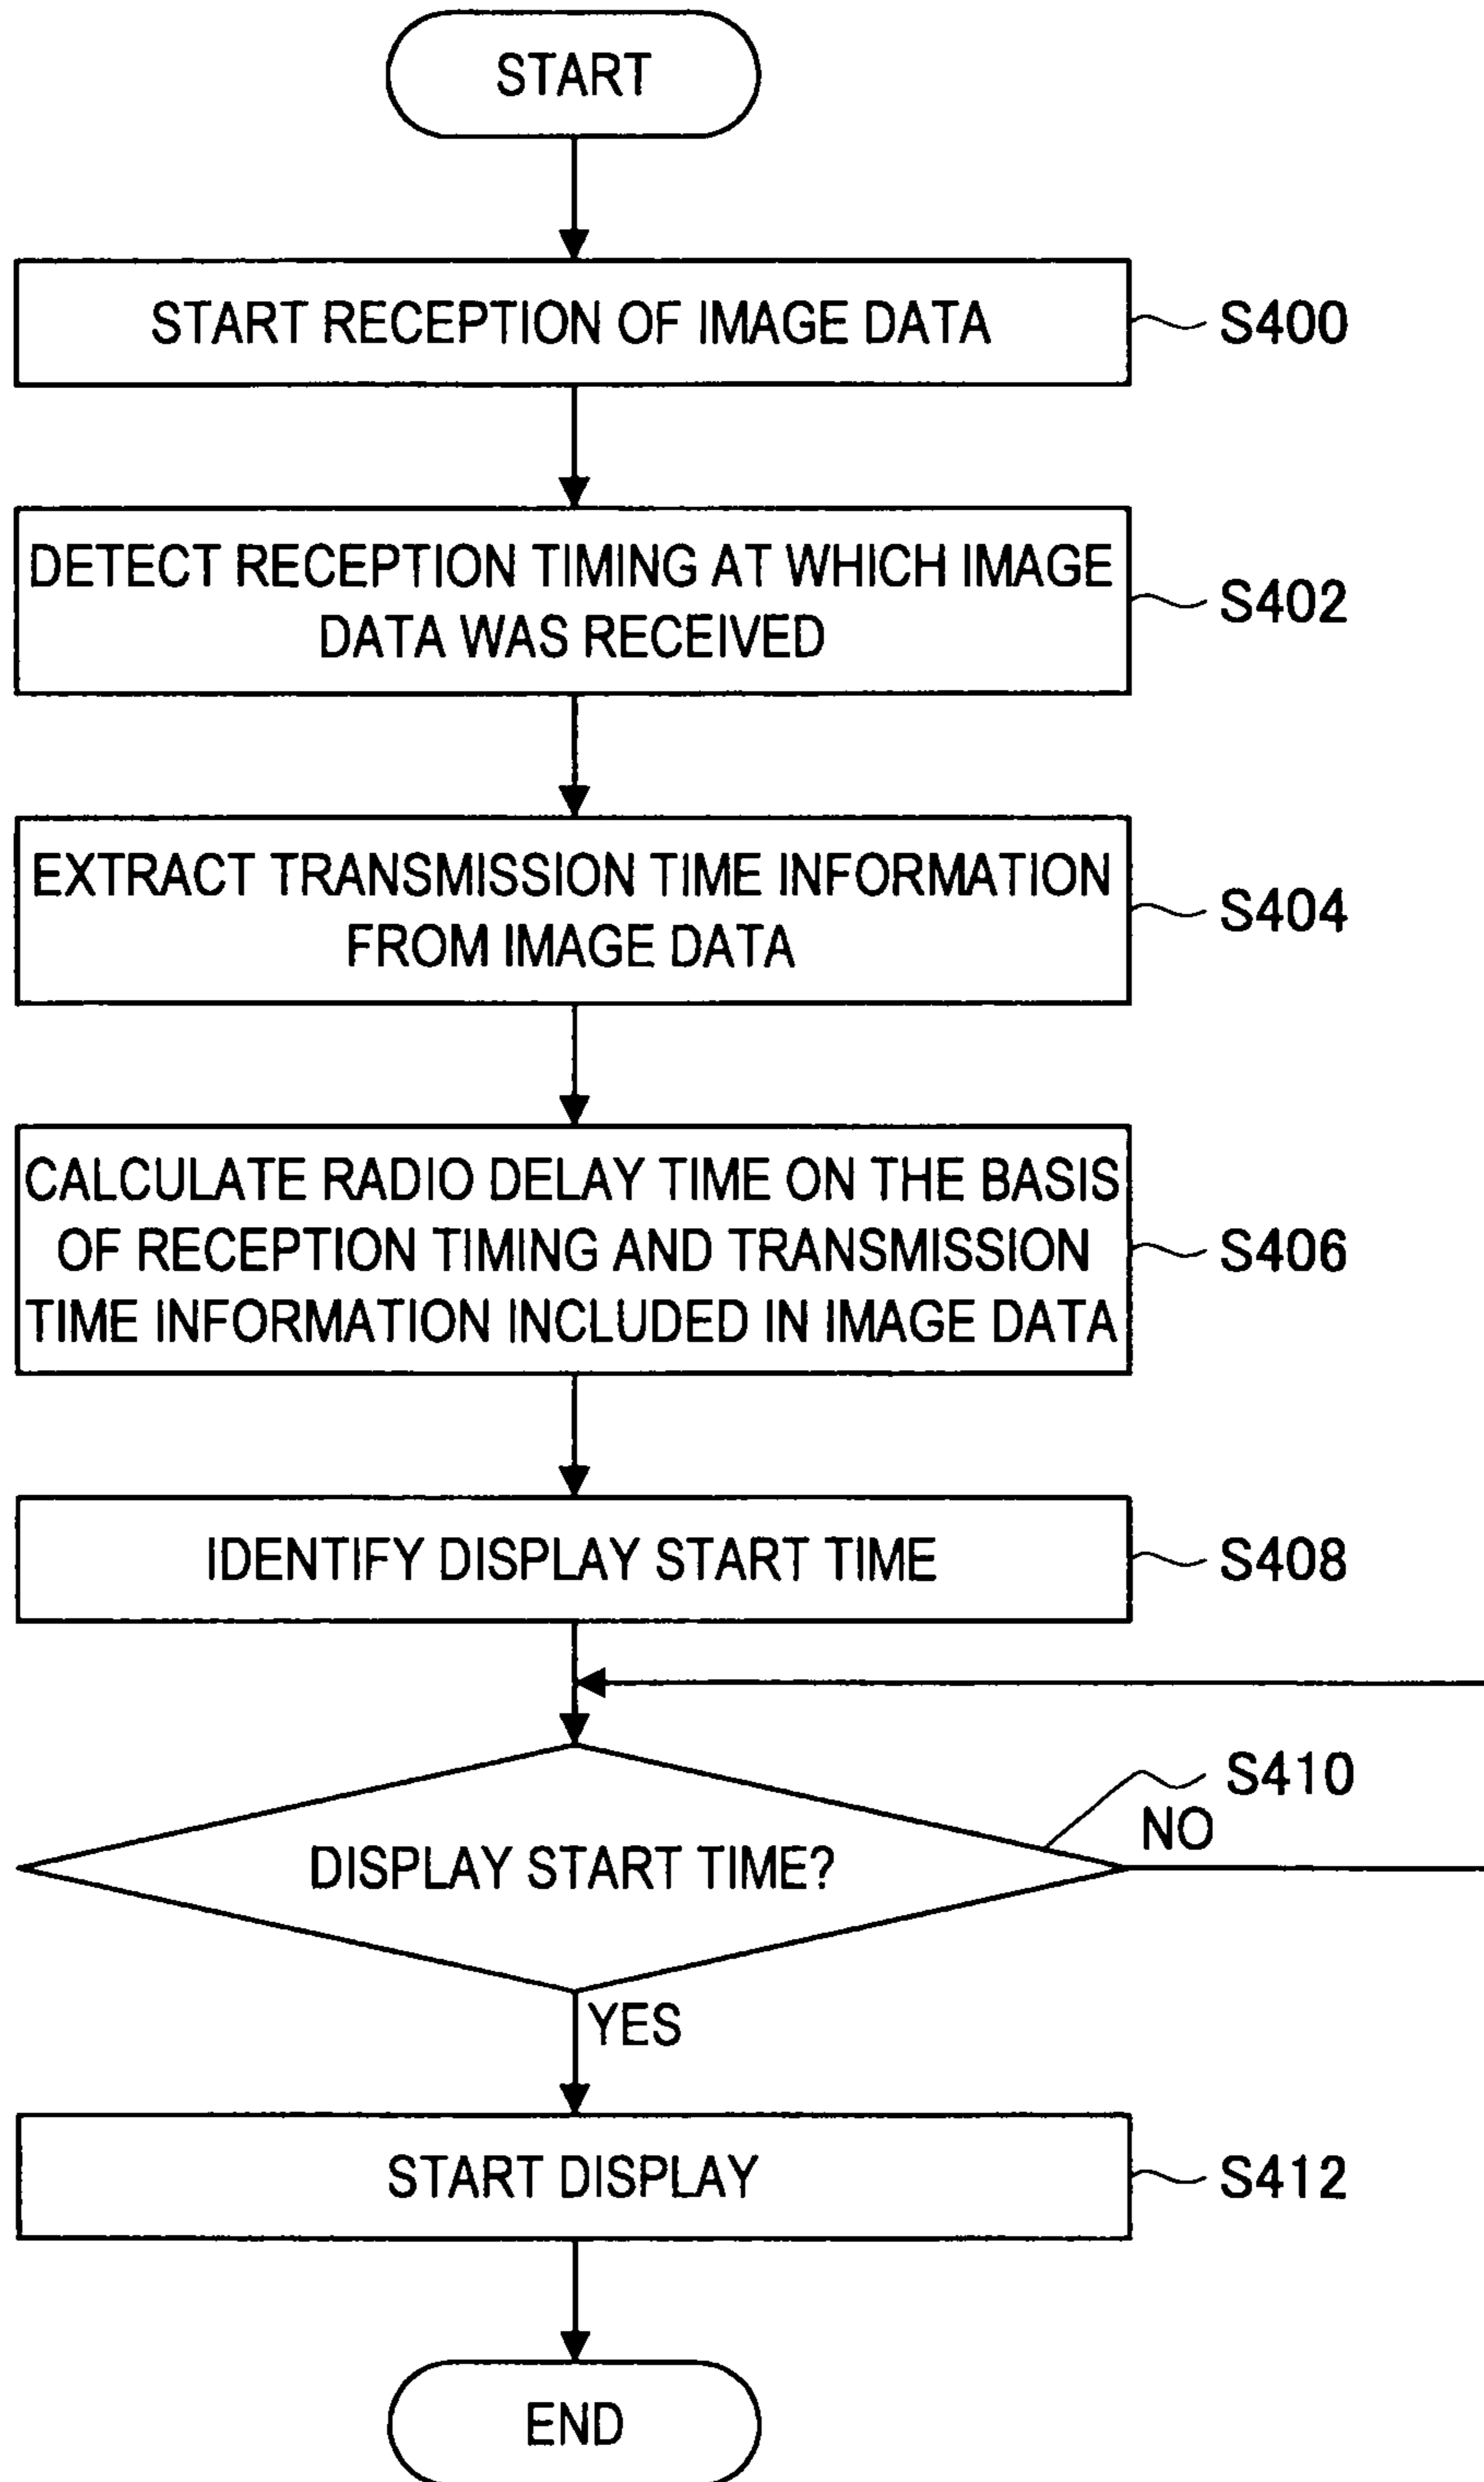 START
START RECEPTION OF IMAGE DATA
S400
DETECT RECEPTION TIMING AT WHICH IMAGE
DATA WAS RECEIVED
S402
EXTRACT TRANSMISSION TIME INFORMATION
FROM IMAGE DATA
S404
CALCULATE RADIO DELAY TIME ON THE BASIS
OF RECEPTION TIMING AND TRANSMISSION
TIME INFORMATION INCLUDED IN IMAGE DATA
S406
IDENTIFY DISPLAY START TIME
S408
S410
NO
DISPLAY START TIME?
YES
START DISPLAY
S412
END